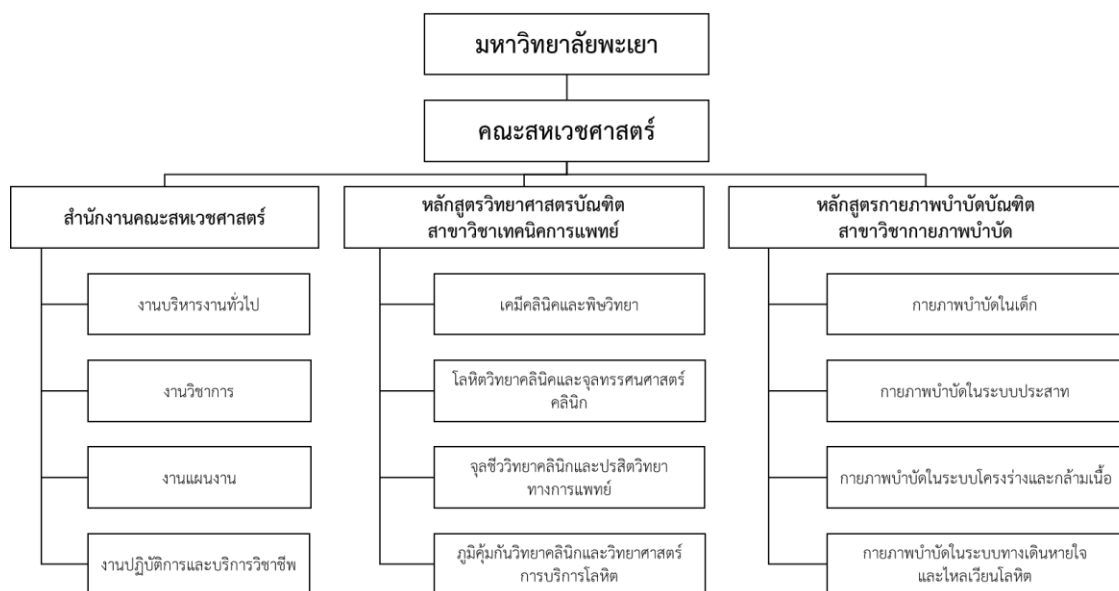 มหาวิทยาลัยพะเยา
คณะสหเวชศาสตร์
สำนักงานคณะสหเวชศาสตร์
งานบริหารงานทั่วไป
งานวิชาการ
งานแผนงาน
งานปฏิบัติการและบริการวิชาชีพ
หลักสูตรวิทยาศาสตรบัณฑิต
สาขาวิชาเทคนิคการแพทย์
เคมีคลินิกและพิษวิทยา
โลหิตวิทยาคลินิคและจุลทรรศนศาสตร์
คลินิก
จุลชีววิทยาคลินิกและปรสิตวิทยา
ทางการแพทย์
ภูมิคุ้มกันวิทยาคลินิกและวิทยาศาสตร์
การบริการโลหิต
หลักสูตรกายภาพบำบัดบัณฑิต
สาขาวิชากายภาพบำบัด
กายภาพบำบัดในเด็ก
กายภาพบำบัดในระบบประสาท
กายภาพบำบัดในระบบโครงร่างและกล้ามเนื้อ
กายภาพบำบัดในระบบทางเดินหายใจ
และไหลเวียนโลหิต